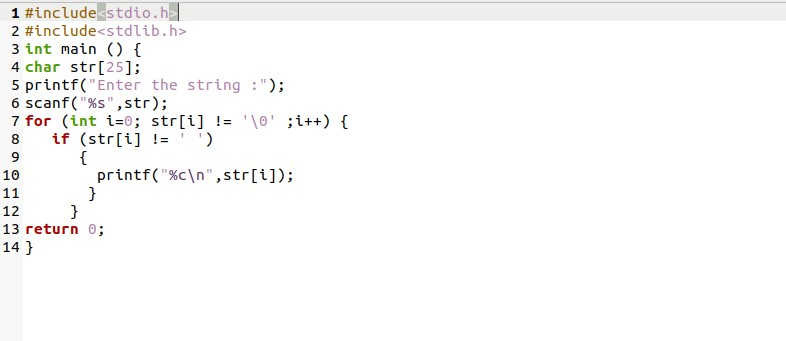 1 #include<stdio.h>
2 #include<stdlib.h>
3 int main () {
4 char str[25];
5 printf("Enter the string :");
6 scanf("%s",str);
7 for (int i=0; str[i] != '\0' ;i++) {
8    if (str[i] != ' ')
9       {
10         printf("%c\n",str[i]);
11        }
12      }
13 return 0;
14 }